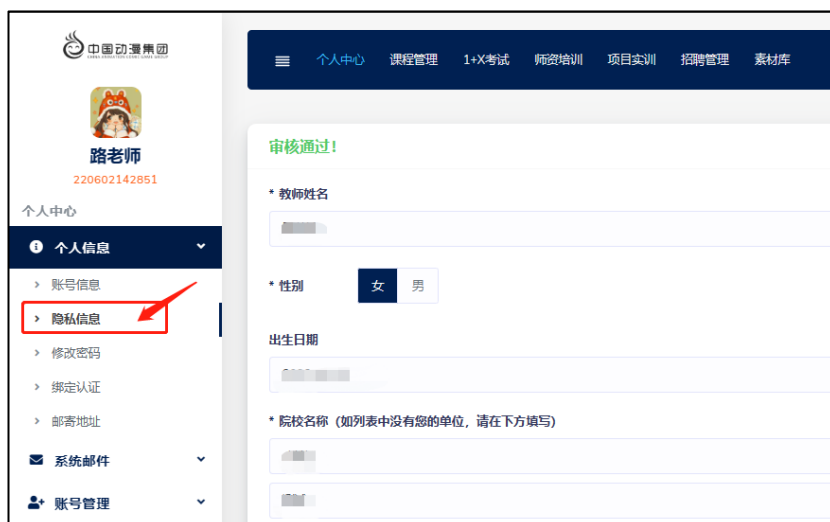 中国动漫集团
CHINA ANIMATION COMIC GAME GROUP
路老师
220602142851
个人中心
个人信息
账号信息
隐私信息
修改密码
绑定认证
邮寄地址
系统邮件
账号管理
个人中心 课程管理 1+X考试 师资培训 项目实训 招聘管理 素材库
审核通过!
* 教师姓名
* 性别 女 男
出生日期
* 院校名称（如列表中没有您的单位，请在下方填写）